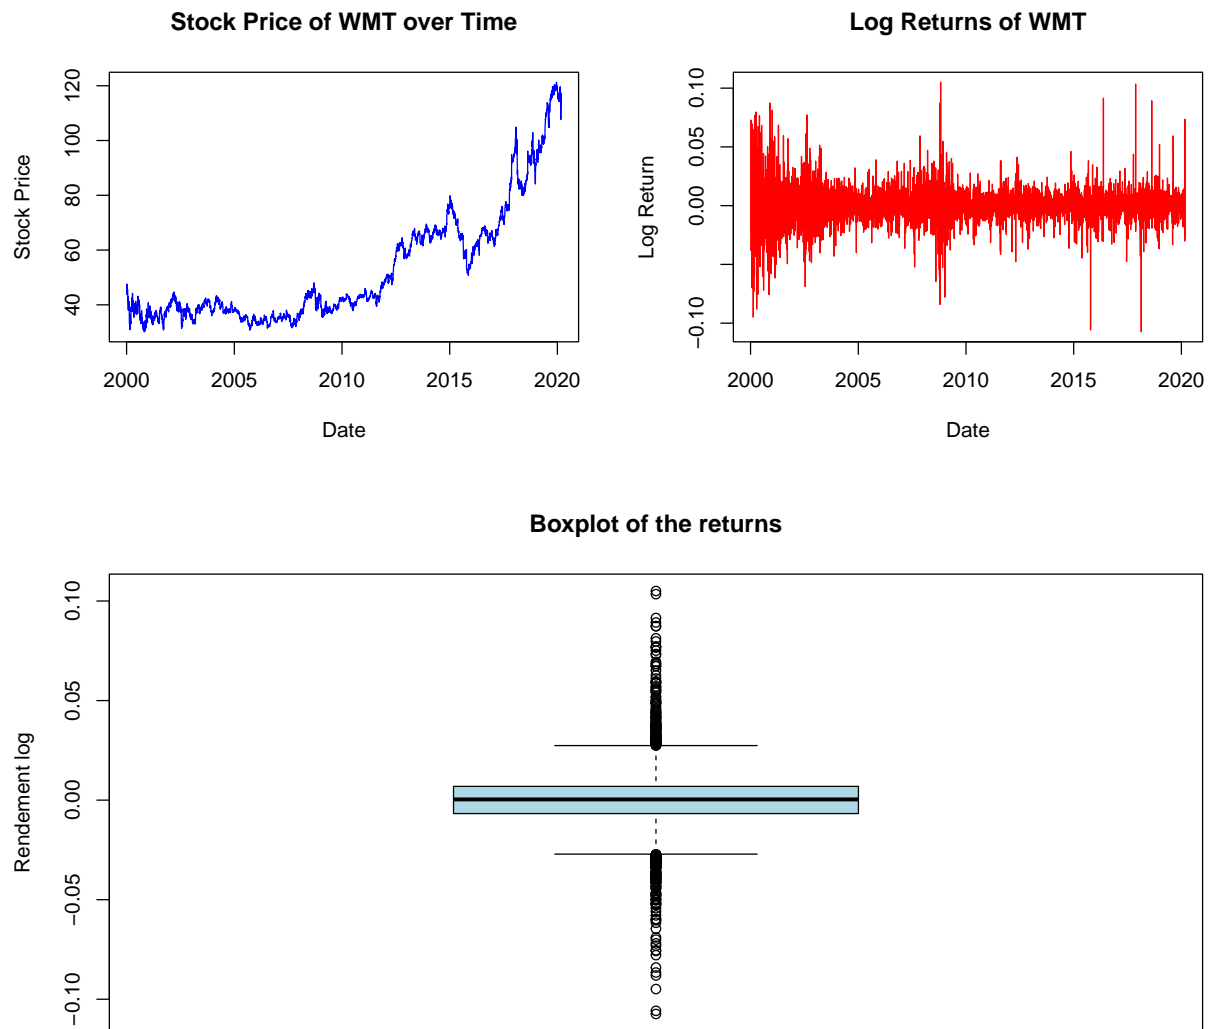 Stock Price of WMT over Time
Stock Price
120
100
80
60
40
2000 2005 2010 2015 2020
Date
Log Returns of WMT
Log Return
0.10
0.05
0.00
−0.10
2000 2005 2010 2015 2020
Date
Boxplot of the returns
Rendement log
0.10
0.05
0.00
−0.05
−0.10